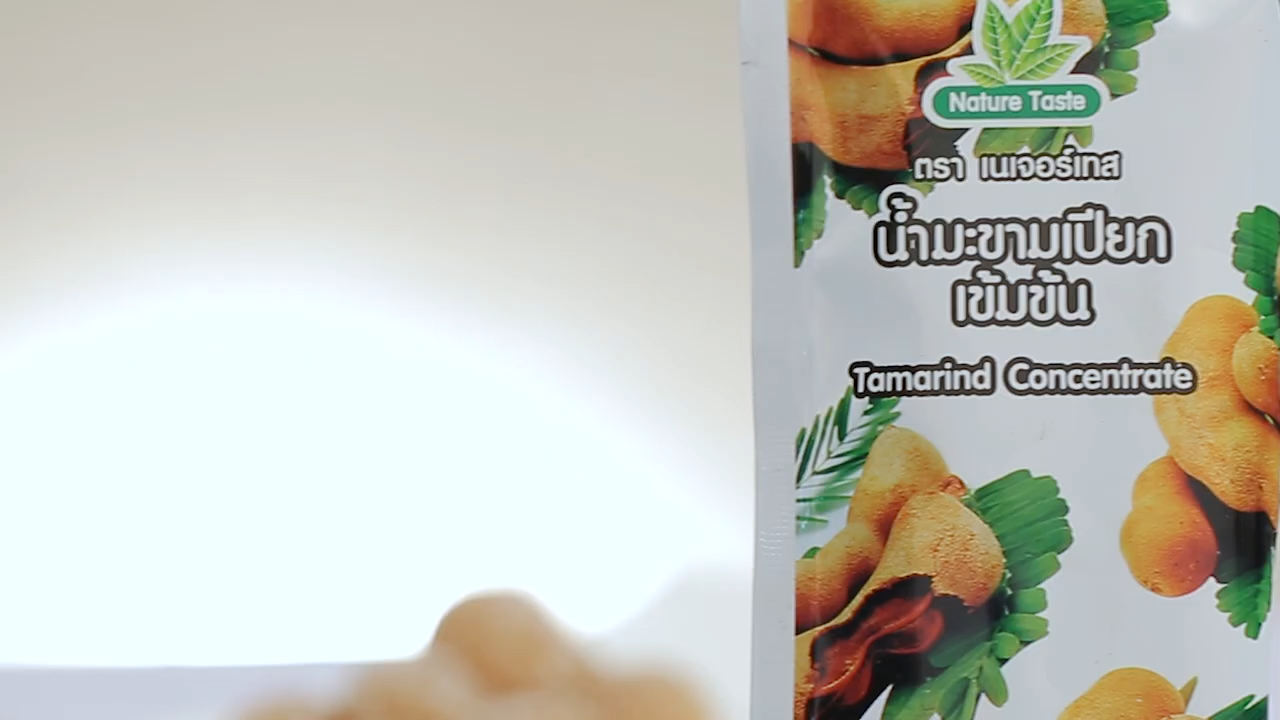 Nature Taste
ตรา เนเจอร์เทส
น้ำมะขามเปียก
เข้มข้น
Tamarind Concentrate